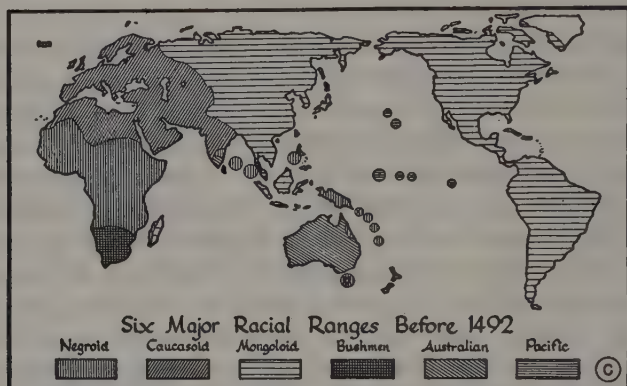 Six Major Racial Ranges Before 1492
Negroid Caucasoid Mongoloid Bushmen Australian Pacific
C